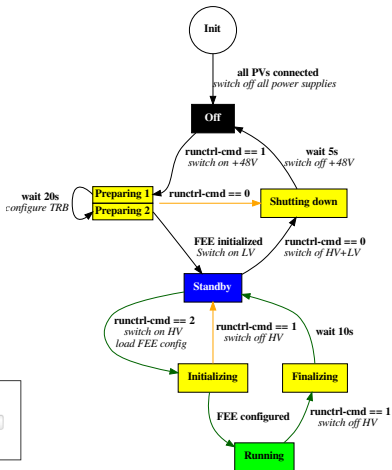 Init
all PVs connected
switch off all power supplies
Off
runctrl-cmd == 1
switch on +48V
wait 5s
switch off +48V
wait 20s
configure TRB
Preparing 1
Preparing 2
runctrl-cmd == 0
Shutting down
FEE initialized
Switch on LV
runctrl-cmd == 0
switch of HV+LV
Standby
runctrl-cmd == 2
switch on HV
load FEE config
runctrl-cmd == 1
switch off HV
wait 10s
Initializing
Finalizing
FEE configured
runctrl-cmd == 1
switch off HV
Running